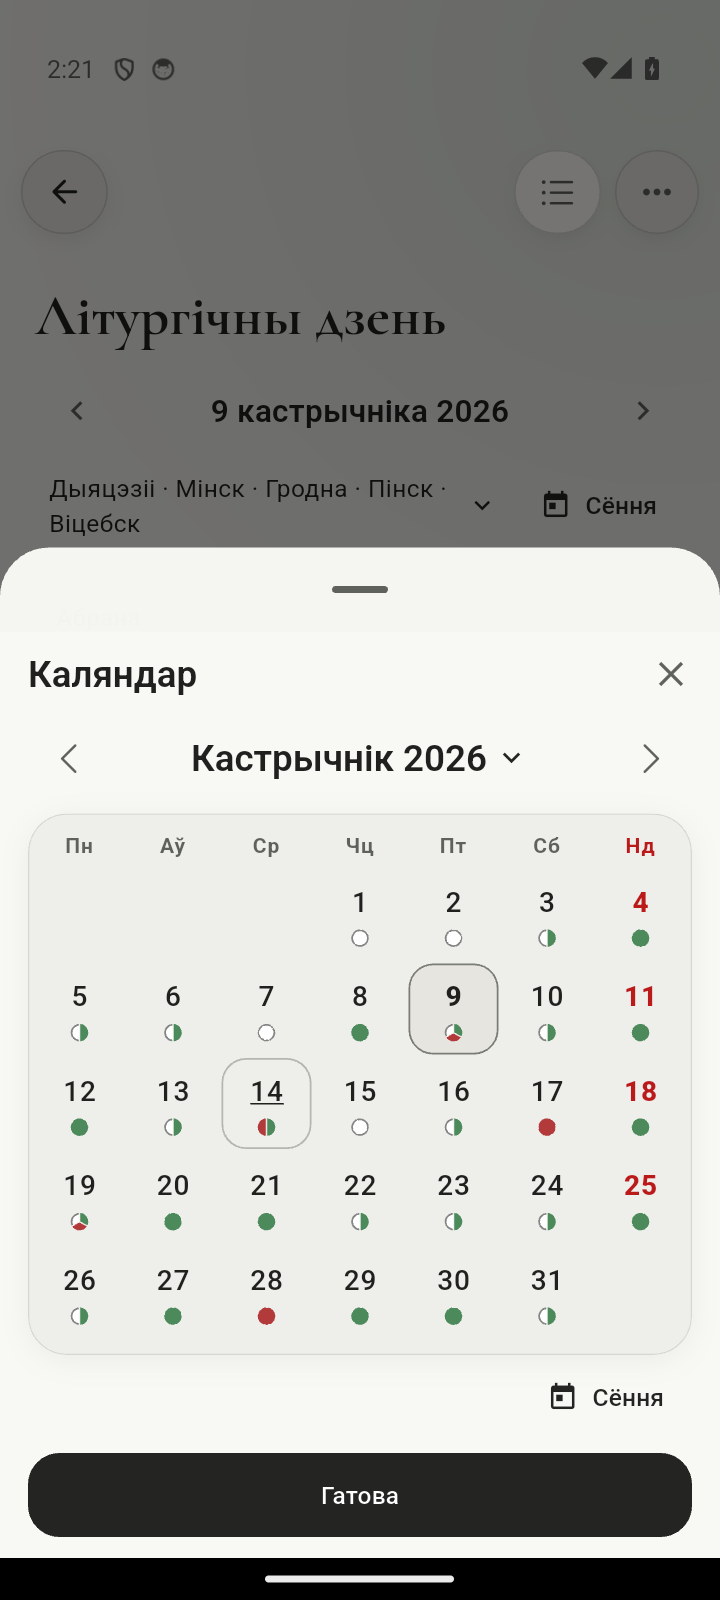 2:21
Літургічны дзень
9 кастрычніка 2026
Дыяцэзіі · Мінск · Гродна · Пінск ·
Віцебск
Сёння
Каляндар
Кастрычнік 2026
Пн Аў Ср Чц Пт Сб Нд
1 2 3 4
5 6 7 8 9 10 11
12 13 14 15 16 17 18
19 20 21 22 23 24 25
26 27 28 29 30 31
Сёння
Гатова